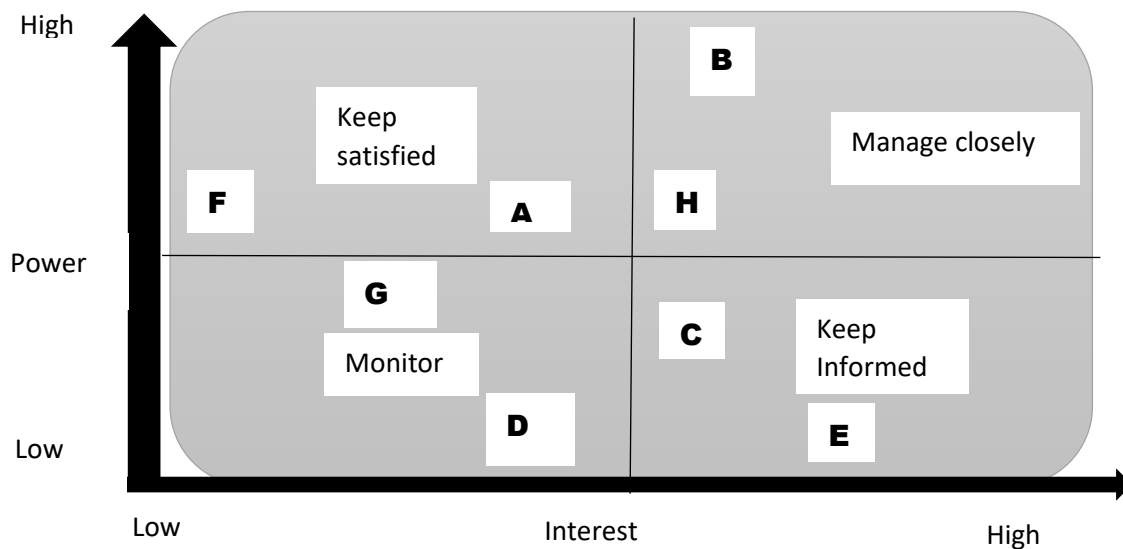 High
B
Keep
satisfied
Manage closely
F
A
H
Power
G
C
Keep
Informed
Monitor
D
E
Low
Low
Interest
High